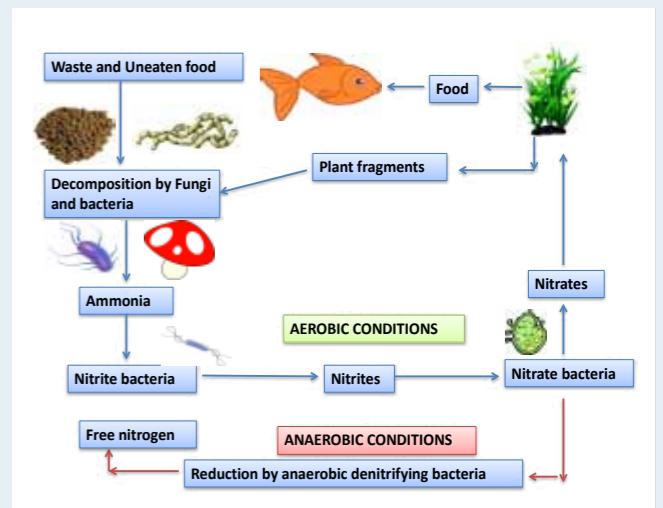 Waste and Uneaten food
Food
Plant fragments
Decomposition by Fungi
and bacteria
Ammonia
Nitrates
AEROBIC CONDITIONS
Nitrite bacteria
Nitrites
Nitrate bacteria
Free nitrogen
ANAEROBIC CONDITIONS
Reduction by anaerobic denitrifying bacteria